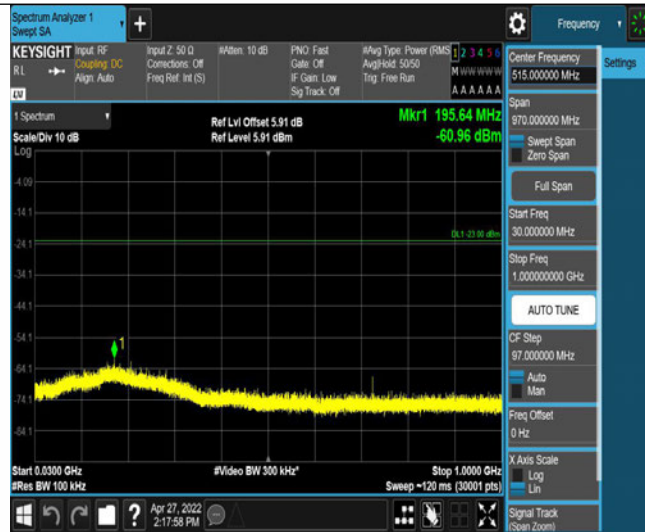 Spectrum Analyzer 1
Swept SA
+
Frequency
KEYSIGHT
RL
LXI
Input: RF
Coupling: DC
Align: Auto
Input Z: 50 Ω
Corrections: Off
Freq Ref: Int (S)
#Atten: 10 dB
PNO: Fast
Gate: Off
IF Gain: Low
Sig Track: Off
#Avg Type: Power (RMS
Avg|Hold: 50/50
Trig: Free Run
1 2 3 4 5 6
M W W W W W
A A A A A A
Center Frequency
515.000000 MHz
Settings
Span
970.000000 MHz
Swept Span
Zero Span
Full Span
Start Freq
30.000000 MHz
Stop Freq
1.000000000 GHz
AUTO TUNE
CF Step
97.000000 MHz
Auto
Man
Freq Offset
0 Hz
X Axis Scale
Log
Lin
Signal Track
(Span Zoom)
1 Spectrum
Scale/Div 10 dB
Log
Ref Lvl Offset 5.91 dB
Ref Level 5.91 dBm
Mkr1 195.64 MHz
-60.96 dBm
-4.09
-14.1
-24.1
-34.1
-44.1
-54.1
-64.1
-74.1
-84.1
DL1 -23.00 dBm
1
Start 0.0300 GHz
#Res BW 100 kHz
#Video BW 300 kHz*
Stop 1.0000 GHz
Sweep ~120 ms (30001 pts)
?
Apr 27, 2022
2:17:58 PM